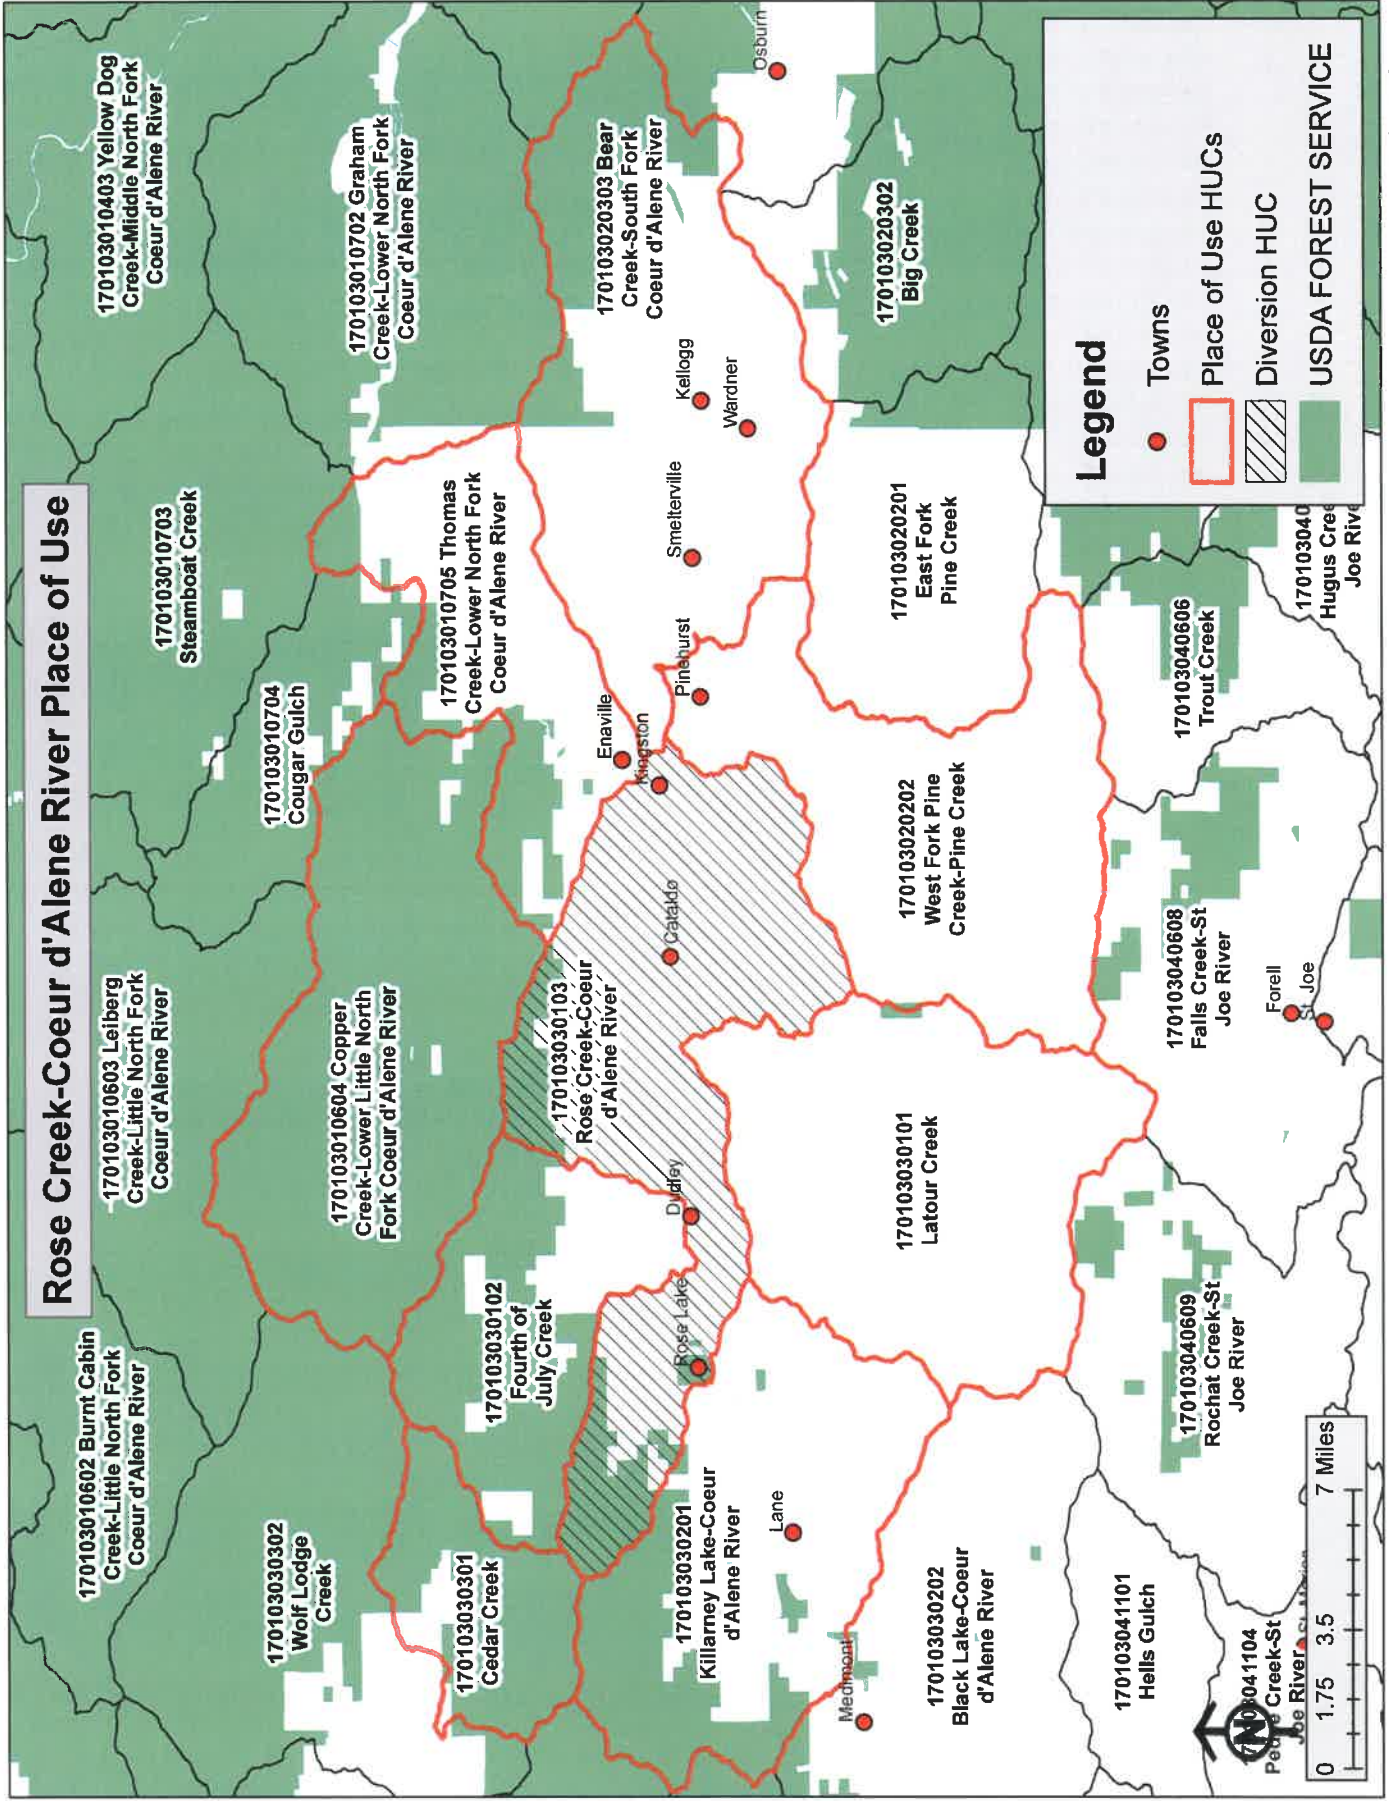 Rose Creek-Coeur d'Alene River Place of Use
170103010602 Burnt Cabin
Creek-Little North Fork
Coeur d'Alene River
170103010603 Leiberg
Creek-Little North Fork
Coeur d'Alene River
170103010703
Steamboat Creek
170103010403 Yellow Dog
Creek-Middle North Fork
Coeur d'Alene River
170103010704
Cougar Gulch
170103010702 Graham
Creek-Lower North Fork
Coeur d'Alene River
170103030302
Wolf Lodge
Creek
170103010604 Copper
Creek-Lower Little North
Fork Coeur d'Alene River
170103010705 Thomas
Creek-Lower North Fork
Coeur d'Alene River
170103030301
Cedar Creek
170103030102
Fourth of
July Creek
170103030103
Rose Creek-Coeur
d'Alene River
170103020303 Bear
Creek-South Fork
Coeur d'Alene River
Enaville
Kingston
Pinehurst
Smelterville
Kellogg
Wardner
Osburn
Cataldo
Dudley
Rose Lake
170103030201
Killarney Lake-Coeur
d'Alene River
Lane
Medimont
170103030101
Latour Creek
170103020202
West Fork Pine
Creek-Pine Creek
170103020201
East Fork
Pine Creek
170103020302
Big Creek
170103030202
Black Lake-Coeur
d'Alene River
170103041101
Hells Gulch
170103040609
Rochat Creek-St
Joe River
170103040608
Falls Creek-St
Joe River
170103040606
Trout Creek
Forell
St. Joe
170103040
Hugus Cree
Joe Rive
03041104
Creek-St
Joe River
N
0 1.75 3.5 7 Miles
Legend
Towns
Place of Use HUCs
Diversion HUC
USDA FOREST SERVICE